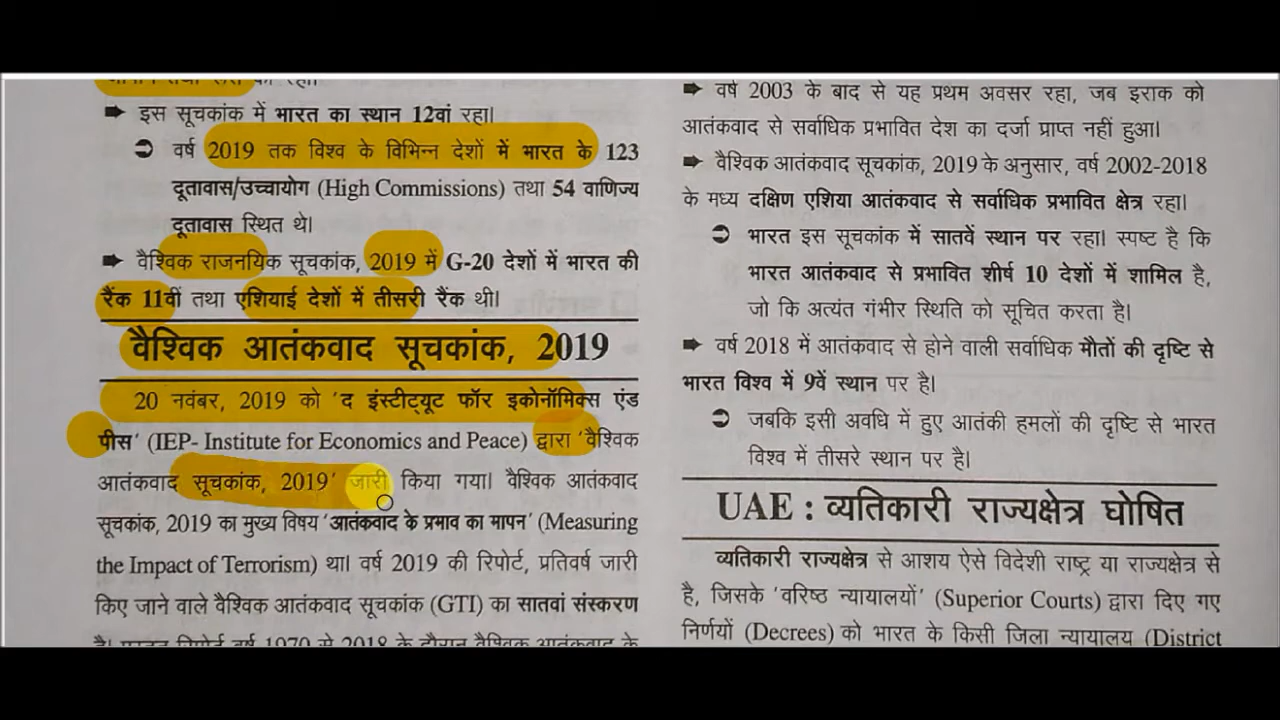 इस सूचकांक में भारत का स्थान 12वां रहा।
वर्ष 2019 तक विश्व के विभिन्न देशों में भारत के 123
दूतावास/उच्चायोग (High Commissions) तथा 54 वाणिज्य
दूतावास स्थित थे।
वैश्विक राजनयिक सूचकांक, 2019 में G-20 देशों में भारत की
रैंक 11वीं तथा एशियाई देशों में तीसरी रैंक थी।
वैश्विक आतंकवाद सूचकांक, 2019
20 नवंबर, 2019 को 'द इंस्टीट्यूट फॉर इकोनॉमिक्स एंड
पीस' (IEP- Institute for Economics and Peace) द्वारा 'वैश्विक
आतंकवाद सूचकांक, 2019' जारी किया गया। वैश्विक आतंकवाद
सूचकांक, 2019 का मुख्य विषय 'आतंकवाद के प्रभाव का मापन' (Measuring
the Impact of Terrorism) था। वर्ष 2019 की रिपोर्ट, प्रतिवर्ष जारी
किए जाने वाले वैश्विक आतंकवाद सूचकांक (GTI) का सातवां संस्करण
रिपोर्ट वर्ष 1970 से 2018 के दौरान वैश्विक आतंकवाद के
वर्ष 2003 के बाद से यह प्रथम अवसर रहा, जब इराक को
आतंकवाद से सर्वाधिक प्रभावित देश का दर्जा प्राप्त नहीं हुआ।
वैश्विक आतंकवाद सूचकांक, 2019 के अनुसार, वर्ष 2002-2018
के मध्य दक्षिण एशिया आतंकवाद से सर्वाधिक प्रभावित क्षेत्र रहा।
भारत इस सूचकांक में सातवें स्थान पर रहा। स्पष्ट है कि
भारत आतंकवाद से प्रभावित शीर्ष 10 देशों में शामिल है,
जो कि अत्यंत गंभीर स्थिति को सूचित करता है।
वर्ष 2018 में आतंकवाद से होने वाली सर्वाधिक मौतों की दृष्टि से
भारत विश्व में 9वें स्थान पर है।
जबकि इसी अवधि में हुए आतंकी हमलों की दृष्टि से भारत
विश्व में तीसरे स्थान पर है।
UAE : व्यतिकारी राज्यक्षेत्र घोषित
व्यतिकारी राज्यक्षेत्र से आशय ऐसे विदेशी राष्ट्र या राज्यक्षेत्र से
है, जिसके 'वरिष्ठ न्यायालयों' (Superior Courts) द्वारा दिए गए
निर्णयों (Decrees) को भारत के किसी जिला न्यायालय (District